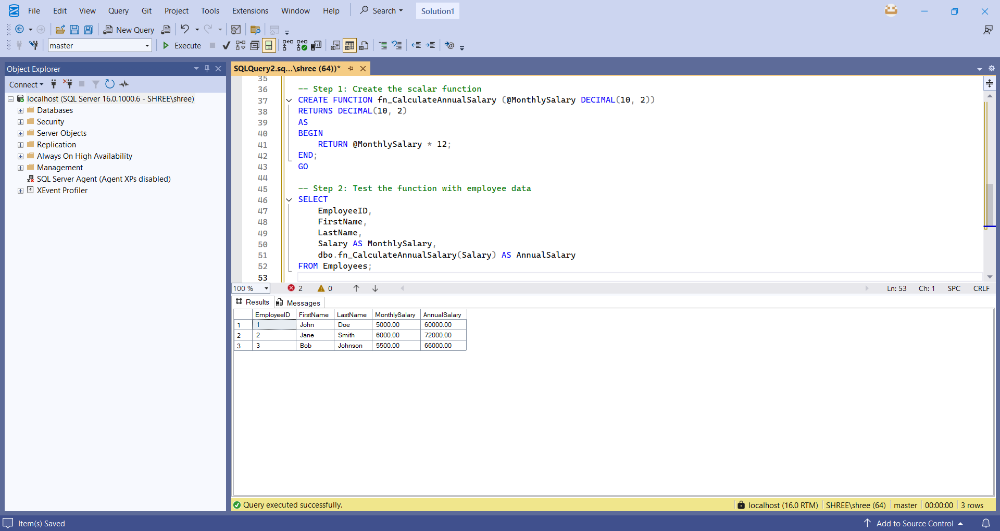 File Edit View Query Git Project Tools Extensions Window Help Search Solution1
New Query
master Execute
Object Explorer
Connect
localhost (SQL Server 16.0.1000.6 - SHREE\shree)
Databases
Security
Server Objects
Replication
Always On High Availability
Management
SQL Server Agent (Agent XPs disabled)
XEvent Profiler
SQLQuery2.sq...\shree (64))*
35
36 -- Step 1: Create the scalar function
37 CREATE FUNCTION fn_CalculateAnnualSalary (@MonthlySalary DECIMAL(10, 2))
38 RETURNS DECIMAL(10, 2)
39 AS
40 BEGIN
41 RETURN @MonthlySalary * 12;
42 END;
43 GO
44
45 -- Step 2: Test the function with employee data
46 SELECT
47 EmployeeID,
48 FirstName,
49 LastName,
50 Salary AS MonthlySalary,
51 dbo.fn_CalculateAnnualSalary(Salary) AS AnnualSalary
52 FROM Employees;
53
100 % 2 0 Ln: 53 Ch: 1 SPC CRLF
Results Messages
EmployeeID FirstName LastName MonthlySalary AnnualSalary
1 1 John Doe 5000.00 60000.00
2 2 Jane Smith 6000.00 72000.00
3 3 Bob Johnson 5500.00 66000.00
Query executed successfully. localhost (16.0 RTM) SHREE\shree (64) master 00:00:00 3 rows
Item(s) Saved Add to Source Control